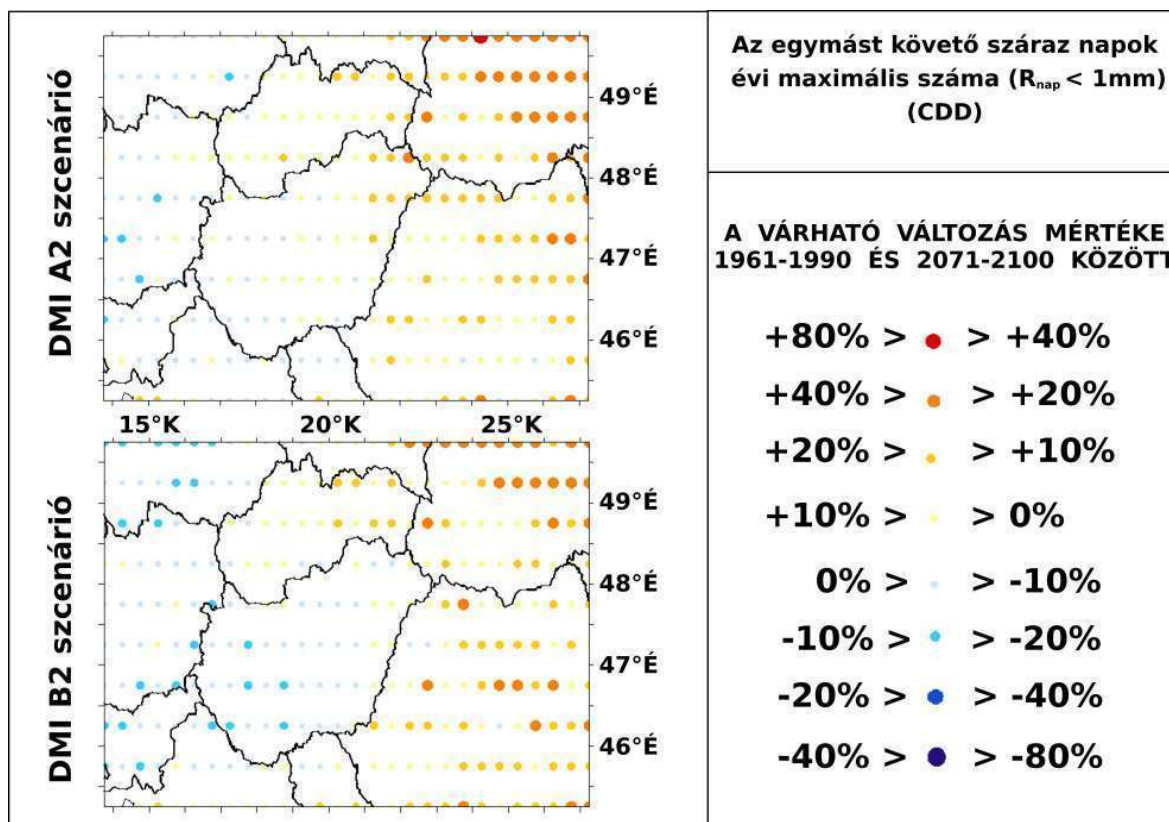 DMI A2 szcenárió
49°É
48°É
47°É
46°É
15°K 20°K 25°K
DMI B2 szcenárió
49°É
48°É
47°É
46°É
Az egymást követő száraz napok
évi maximális száma (Rnap < 1mm)
(CDD)
A VÁRHATÓ VÁLTOZÁS MÉRTÉKE
1961-1990 ÉS 2071-2100 KÖZÖTT
+80% > > +40%
+40% > > +20%
+20% > > +10%
+10% > > 0%
0% > > -10%
-10% > > -20%
-20% > > -40%
-40% > > -80%